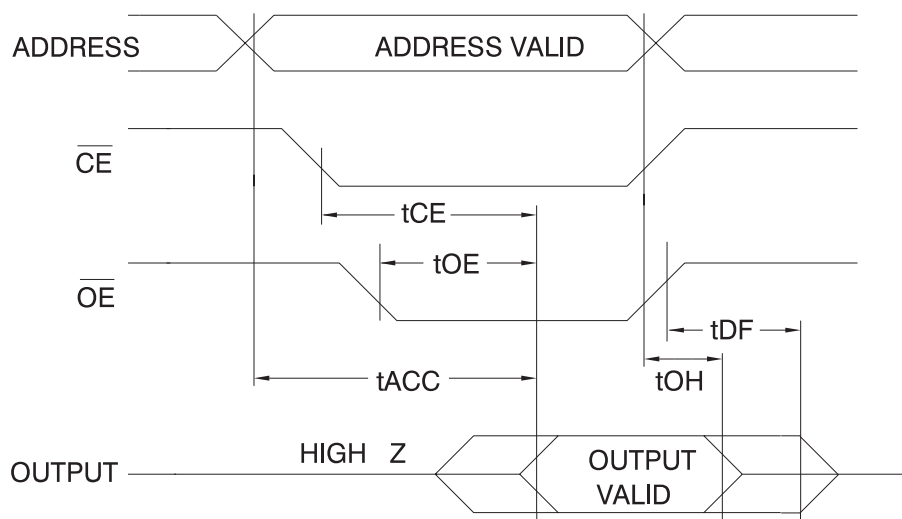 ADDRESS
ADDRESS VALID
CE
tCE
tOE
OE
tDF
tACC
tOH
HIGH Z
OUTPUT
OUTPUT
VALID